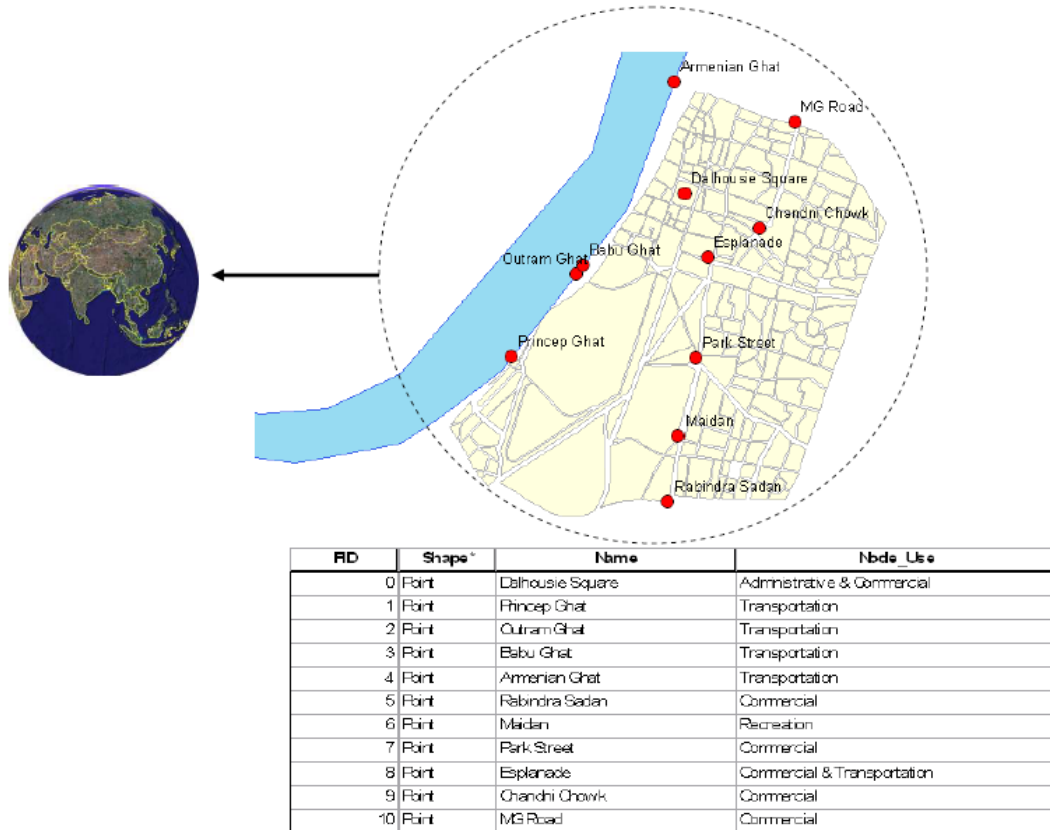 Armenian Ghat
MG Road
Dalhousie Square
Chandni Chowk
Esplanade
Babu Ghat
Outram Ghat
Princep Ghat
Park Street
Maidan
Rabindra Sadan
FID Shape* Name Node_Use
0 Point Dalhousie Square Administrative & Commercial
1 Point Princep Ghat Transportation
2 Point Outram Ghat Transportation
3 Point Babu Ghat Transportation
4 Point Armenian Ghat Transportation
5 Point Rabindra Sadan Commercial
6 Point Maidan Recreation
7 Point Park Street Commercial
8 Point Esplanade Commercial & Transportation
9 Point Chandni Chowk Commercial
10 Point MG Road Commercial